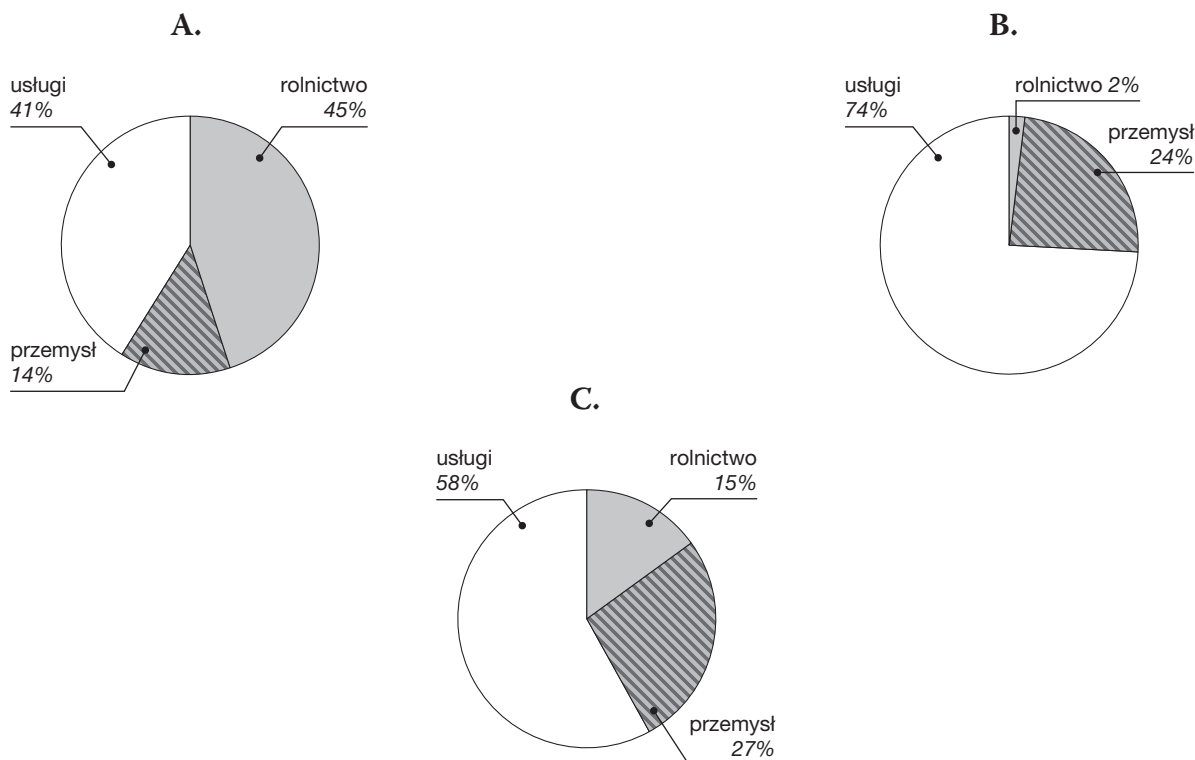 A.
usługi
41%
rolnictwo
45%
przemysł
14%
B.
usługi
74%
rolnictwo 2%
przemysł
24%
C.
usługi
58%
rolnictwo
15%
przemysł
27%